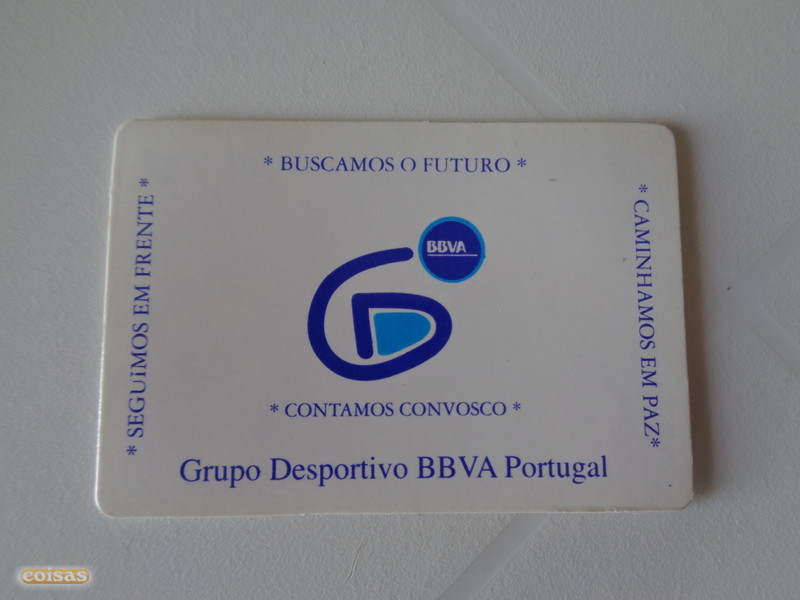 * BUSCAMOS O FUTURO *
* SEGUiMOS EM FRENTE *
BBVA
* CAMINHAMOS EM PAZ*
* CONTAMOS CONVOSCO *
Grupo Desportivo BBVA Portugal
coisas